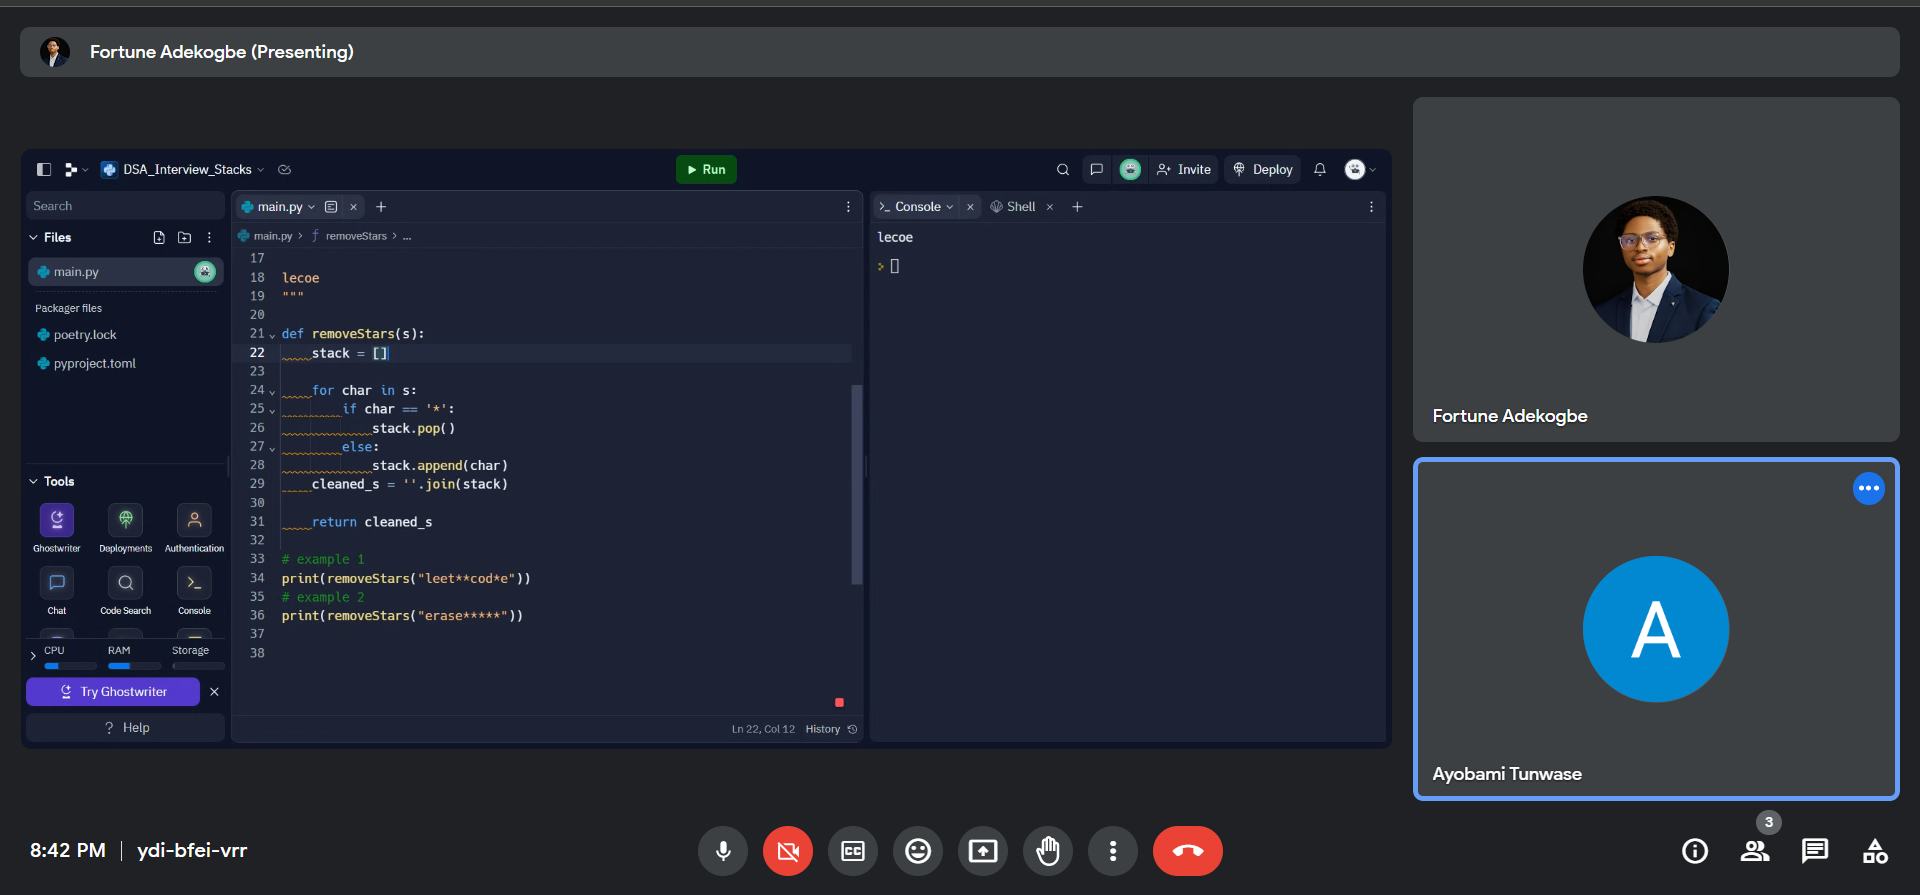 Fortune Adekogbe (Presenting)
DSA_Interview_Stacks
Run
Invite
Deploy
Search
Files
main.py
Packager files
poetry.lock
pyproject.toml
Tools
Ghostwriter
Deployments
Authentication
Chat
Code Search
Console
CPU
RAM
Storage
Try Ghostwriter
? Help
main.py
main.py > removeStars > ...
17
18 lecoe
19 """
20
21 def removeStars(s):
22 stack = []
23
24 for char in s:
25 if char == '*':
26 stack.pop()
27 else:
28 stack.append(char)
29 cleaned_s = ''.join(stack)
30
31 return cleaned_s
32
33 # example 1
34 print(removeStars("leet**cod*e"))
35 # example 2
36 print(removeStars("erase*****"))
37
38
Ln 22, Col 12 History
Console
Shell
lecoe
Fortune Adekogbe
A
Ayobami Tunwase
8:42 PM | ydi-bfei-vrr
CC
3